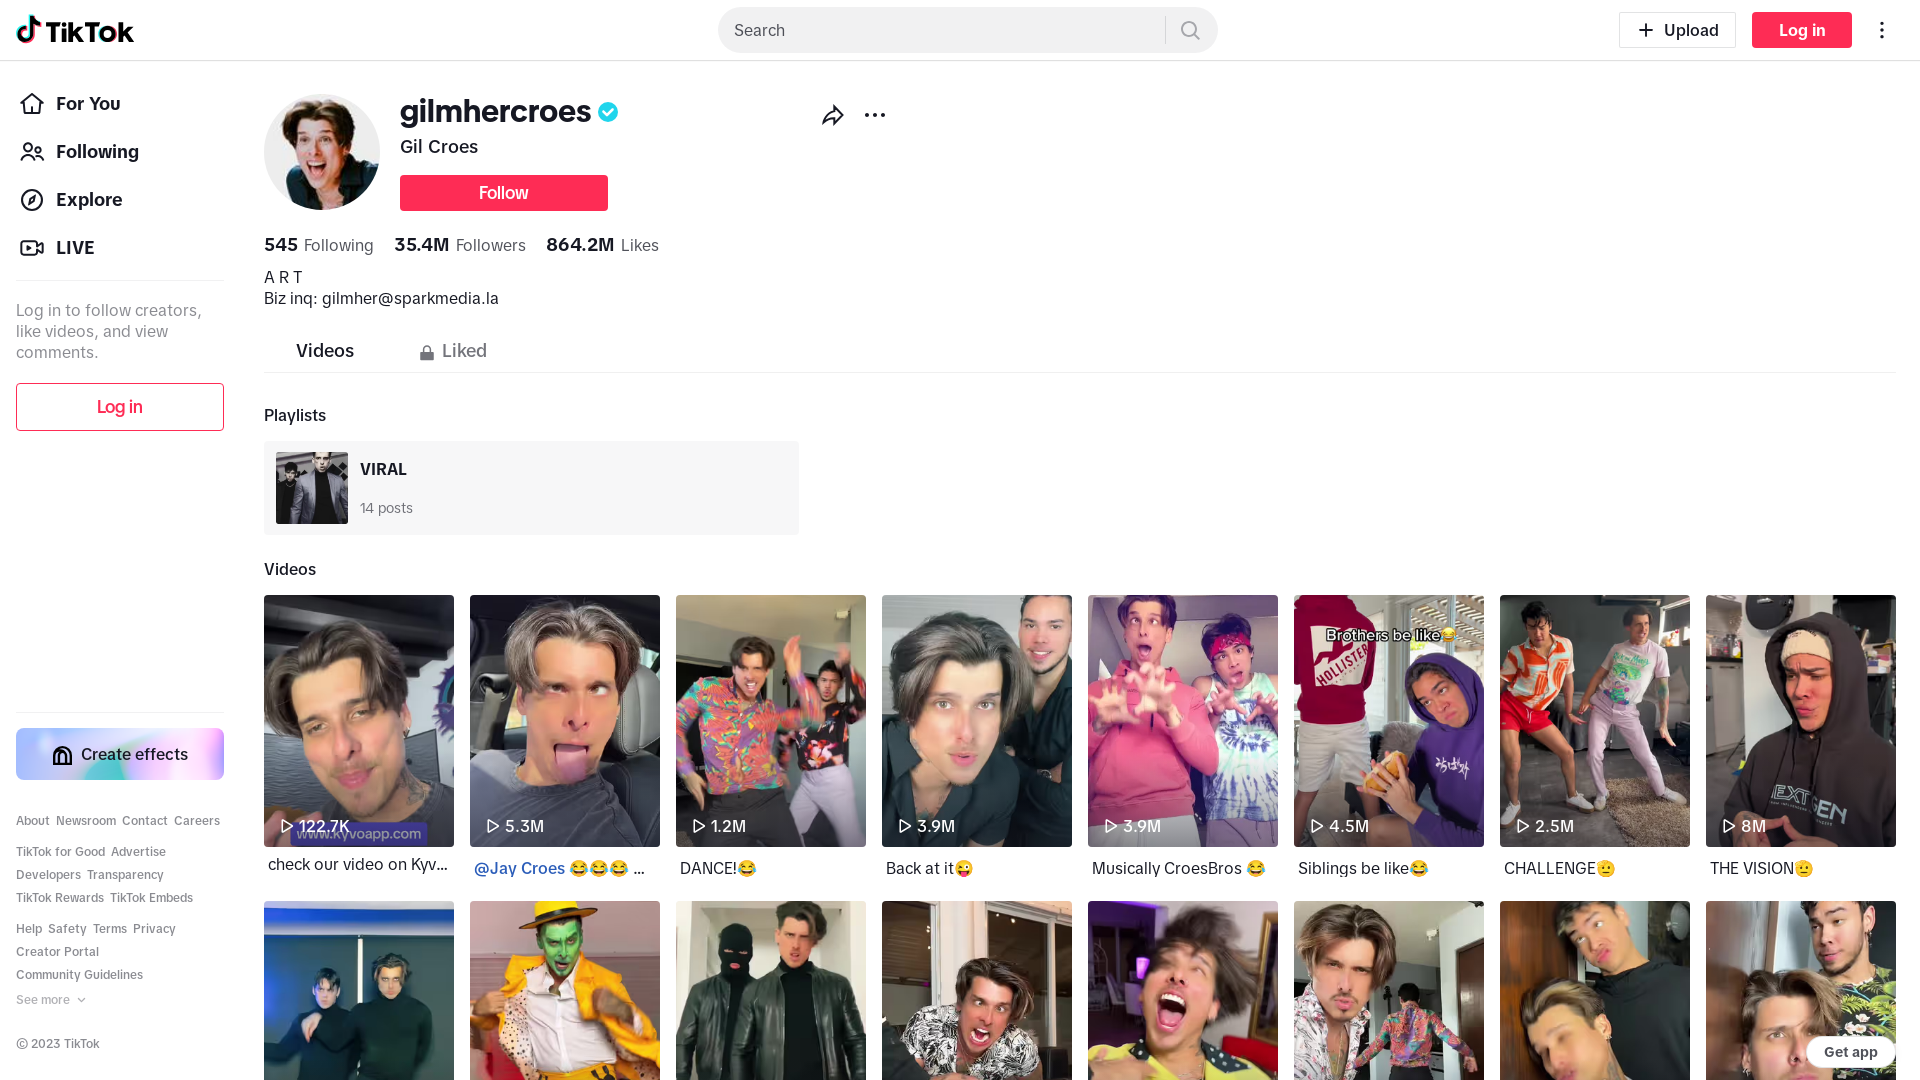 TikTok
Search
Upload
Log in
For You
Following
Explore
LIVE
Log in to follow creators,
like videos, and view
comments.
Log in
Create effects
About Newsroom Contact Careers
TikTok for Good Advertise
Developers Transparency
TikTok Rewards TikTok Embeds
Help Safety Terms Privacy
Creator Portal
Community Guidelines
See more
© 2023 TikTok
gilmhercroes
Gil Croes
Follow
545 Following 35.4M Followers 864.2M Likes
A R T
Biz inq: gilmher@sparkmedia.la
Videos Liked
Playlists
VIRAL
14 posts
Videos
Brothers be like😂
HOLLISTER
NEXT GEN
www.kyvoapp.com
122.7K 5.3M 1.2M 3.9M 3.9M 4.5M 2.5M 8M
check our video on Kyv...
@Jay Croes 😂😂😂 ...
DANCE!😂
Back at it😜
Musically CroesBros 😂
Siblings be like😂
CHALLENGE🫡
THE VISION🫡
Get app